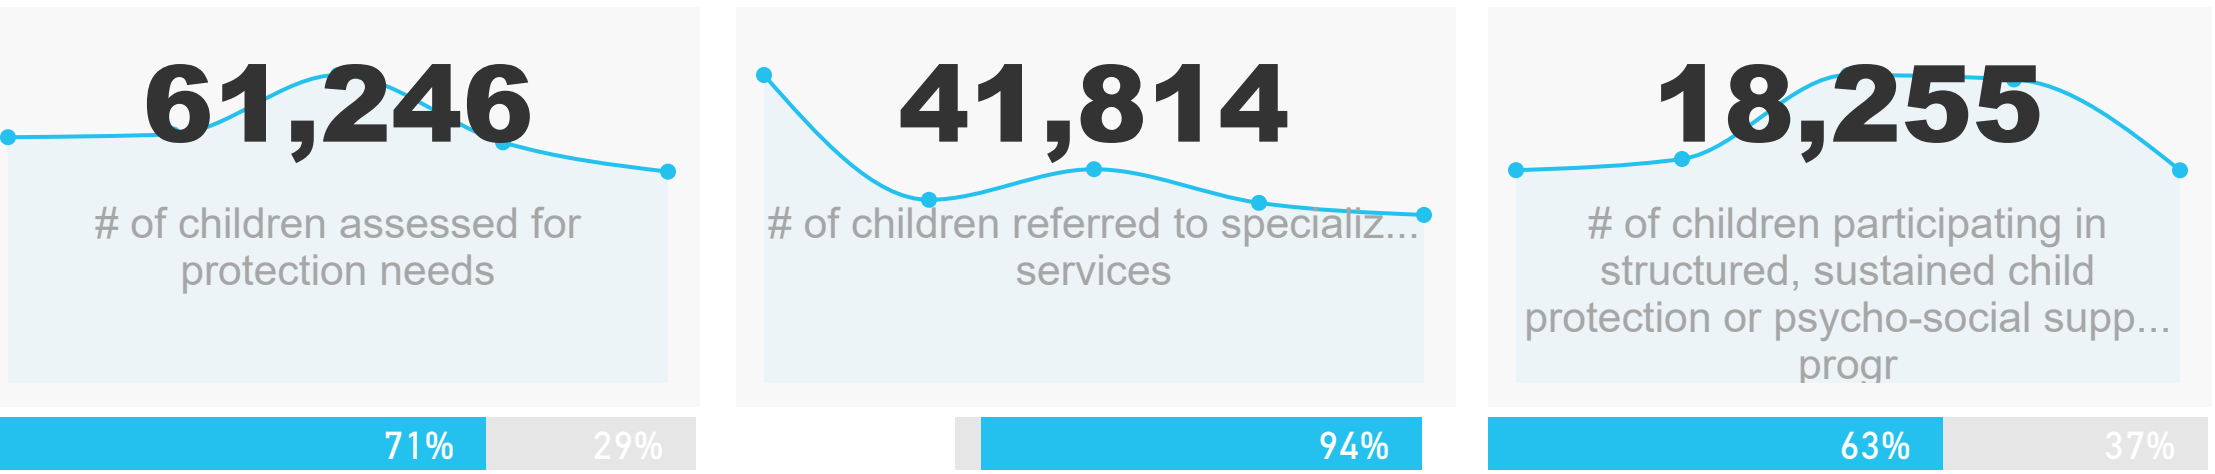 61,246
# of children assessed for
protection needs
71%
29%
41,814
# of children referred to specializ...
services
94%
18,255
# of children participating in
structured, sustained child
protection or psycho-social supp...
progr
63%
37%